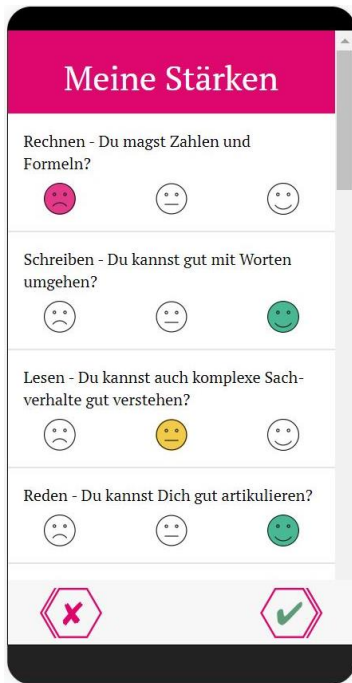 Meine Stärken
Rechnen - Du magst Zahlen und
Formeln?
Schreiben - Du kannst gut mit Worten
umgehen?
Lesen - Du kannst auch komplexe Sach-
verhalte gut verstehen?
Reden - Du kannst Dich gut artikulieren?